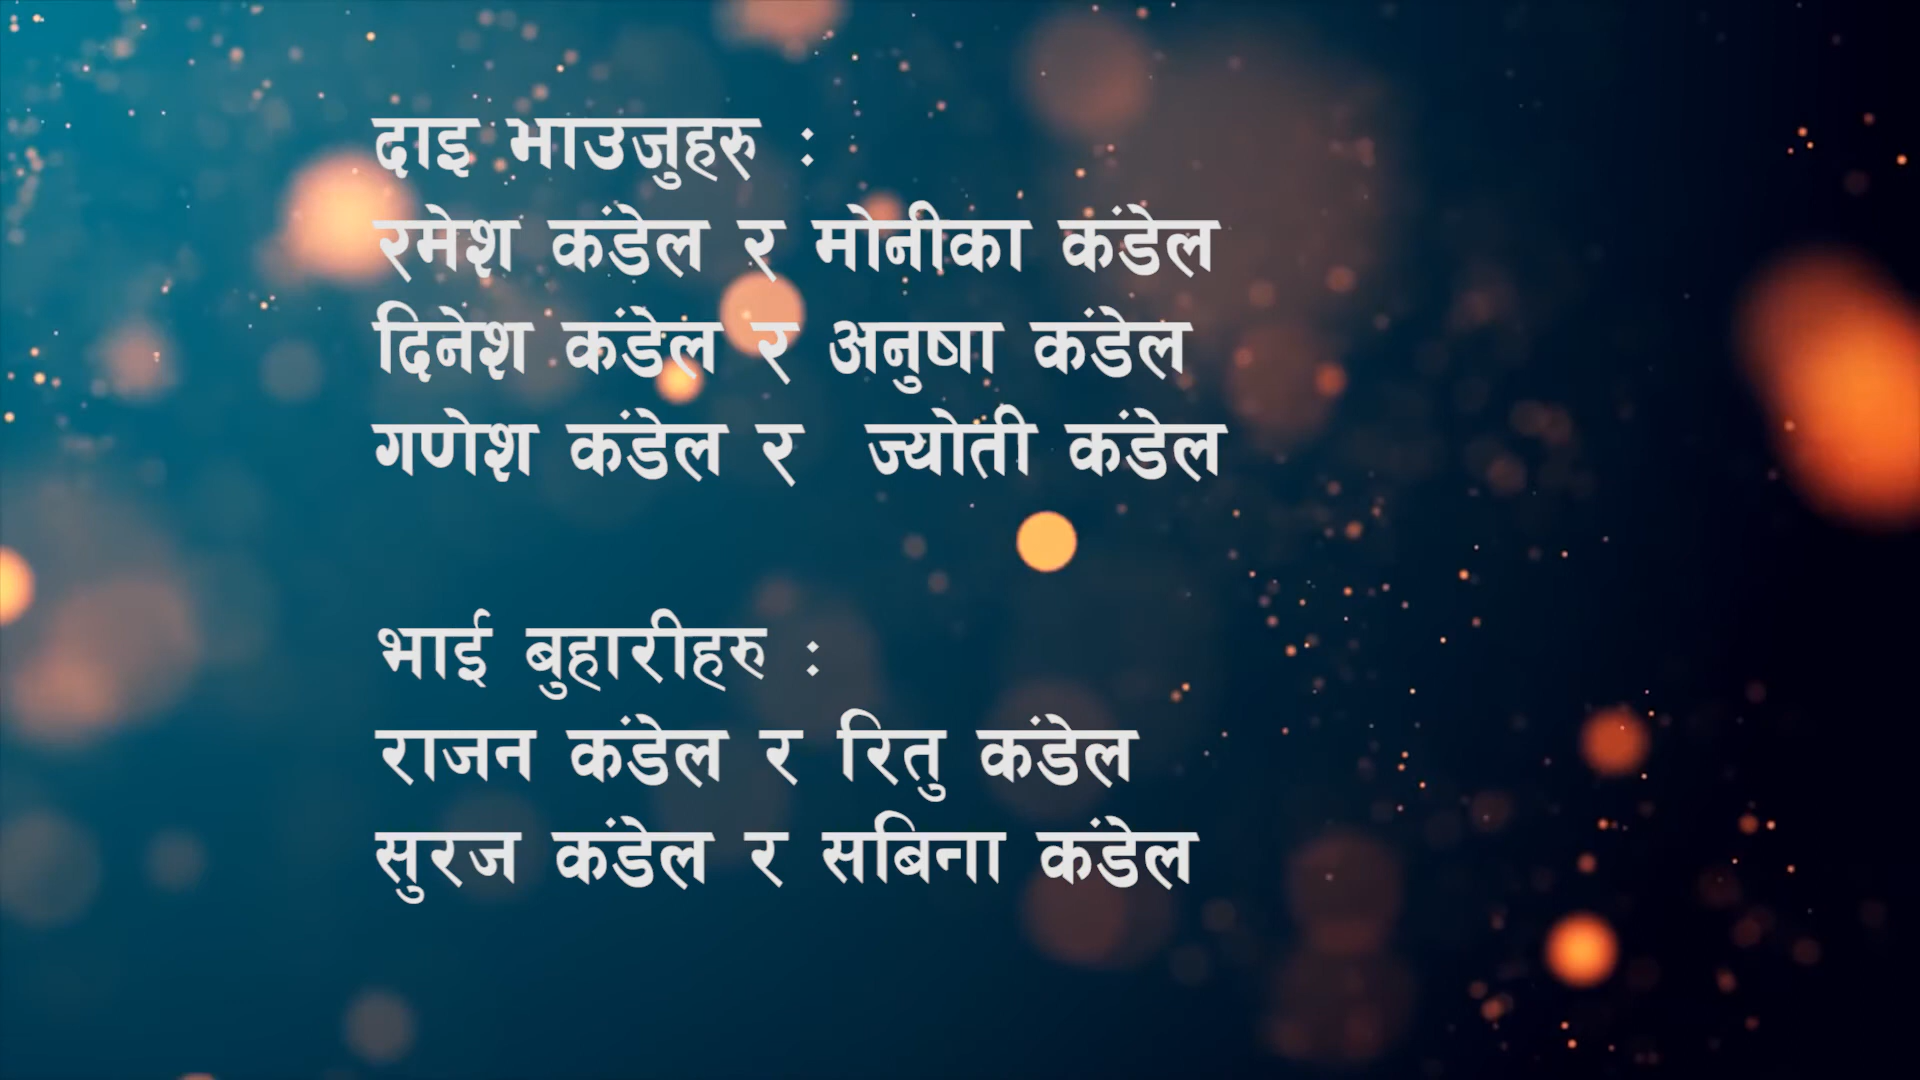 दाइ भाउजुहरु :
रमेश कंडेल र मोनीका कंडेल
दिनेश कंडेल र अनुषा कंडेल
गणेश कंडेल र ज्योती कंडेल
भाई बुहारीहरु :
राजन कंडेल र रितु कंडेल
सुरज कंडेल र सबिना कंडेल